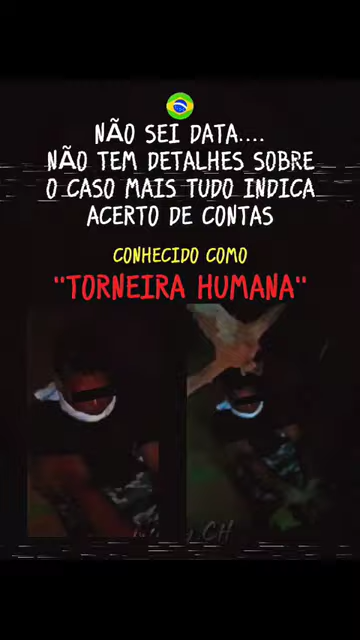 NÃO SEI DATA....
NÃO TEM DETALHES SOBRE
O CASO MAIS TUDO INDICA
ACERTO DE CONTAS
CONHECIDO COMO
"TORNEIRA HUMANA"